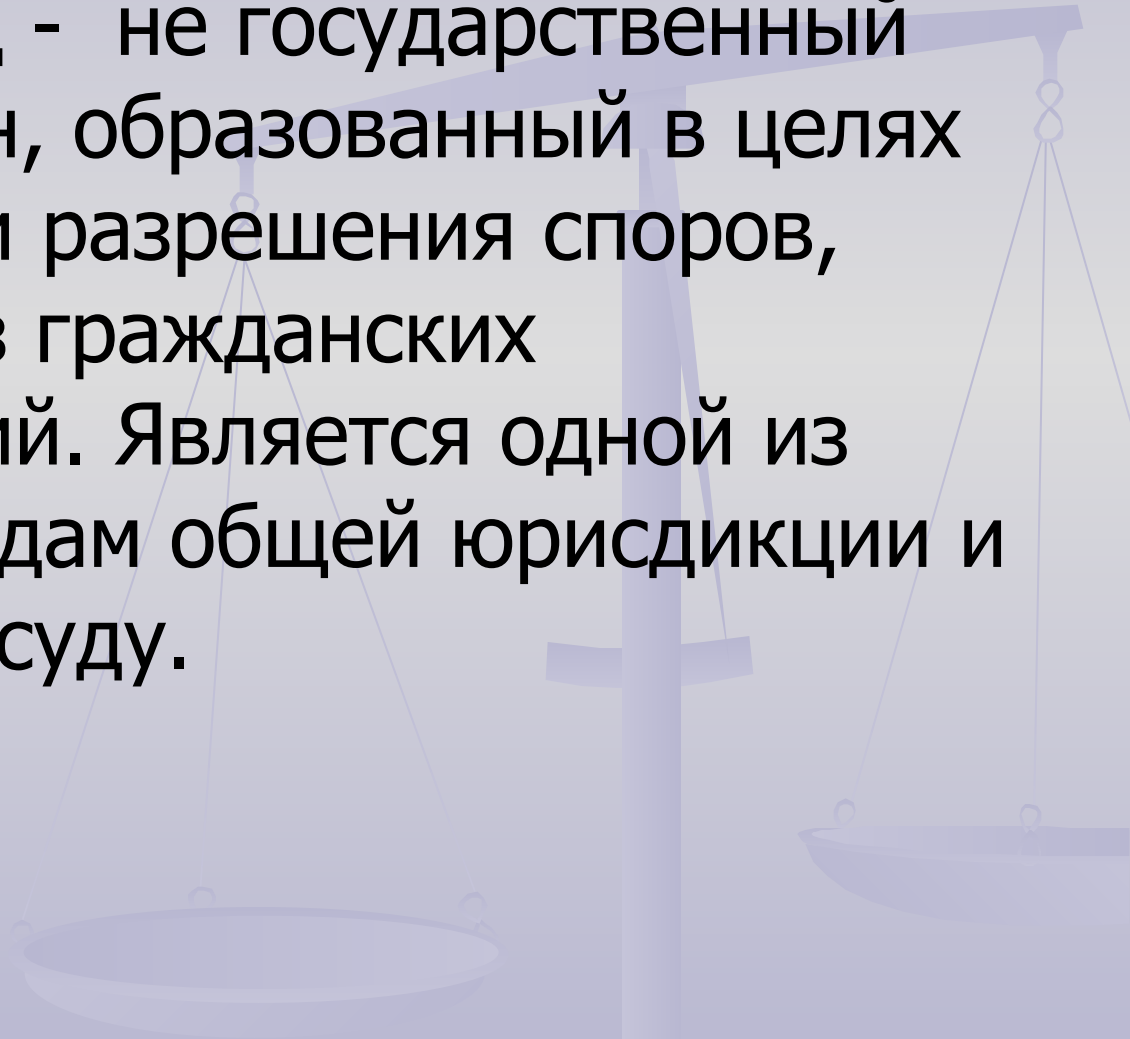 - не государственный
, образованный в целях
разрешения споров,
гражданских
ий. Является одной из
дам общей юрисдикции и
суду.